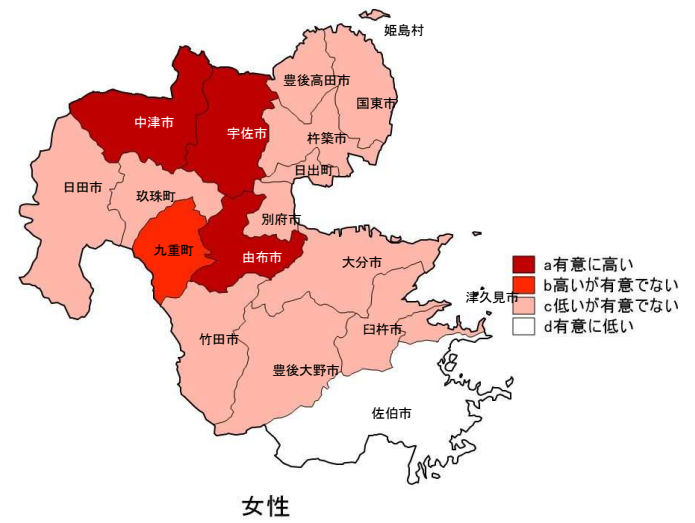 姫島村
豊後高田市
国東市
中津市
宇佐市
杵築市
日出町
日田市
玖珠町
別府市
九重町
由布市
大分市
a有意に高い
b高いが有意でない
津久見市
c低いが有意でない
d有意に低い
臼杵市
竹田市
豊後大野市
佐伯市
女性